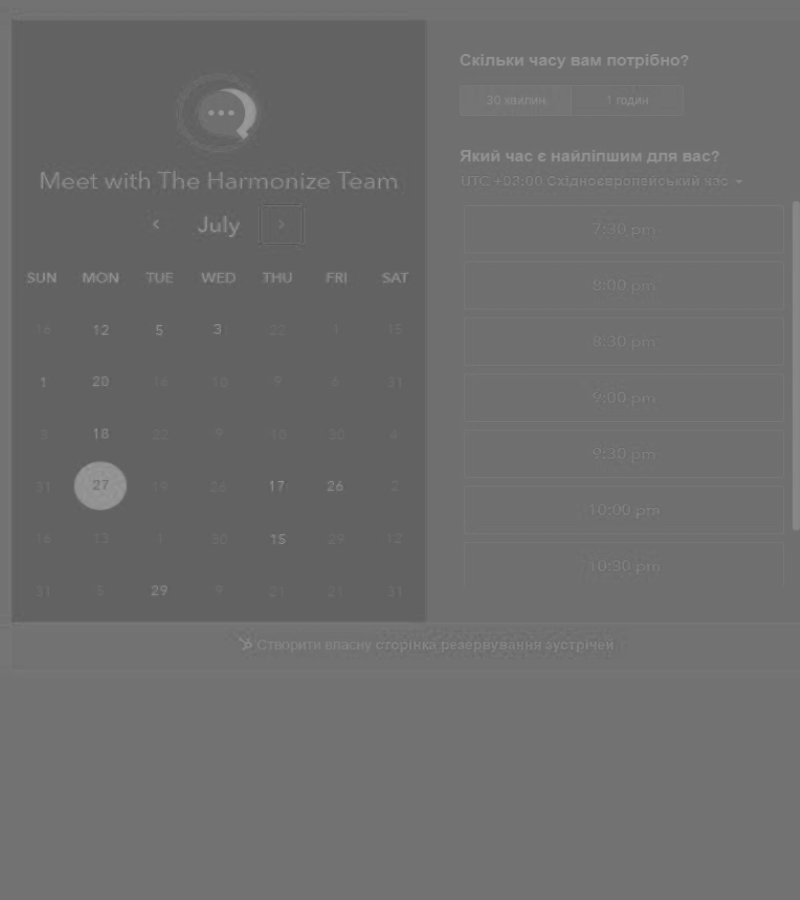 Meet with The Harmonize Team
July
SUN MON TUE WED THU FRI SAT
16 12 5 3 22 1 15
1 20 16 10 9 6 31
3 18 22 9 10 30 4
31 27 19 26 17 26 2
16 13 1 30 15 29 12
31 5 29 9 21 21 31
Скільки часу вам потрібно?
30 хвилин 1 годин
Який час є найліпшим для вас?
UTC +03:00 Східноєвропейський час
7:30 pm
8:00 pm
8:30 pm
9:00 pm
9:30 pm
10:00 pm
10:30 pm
Створити власну сторінка резервування зустрічей